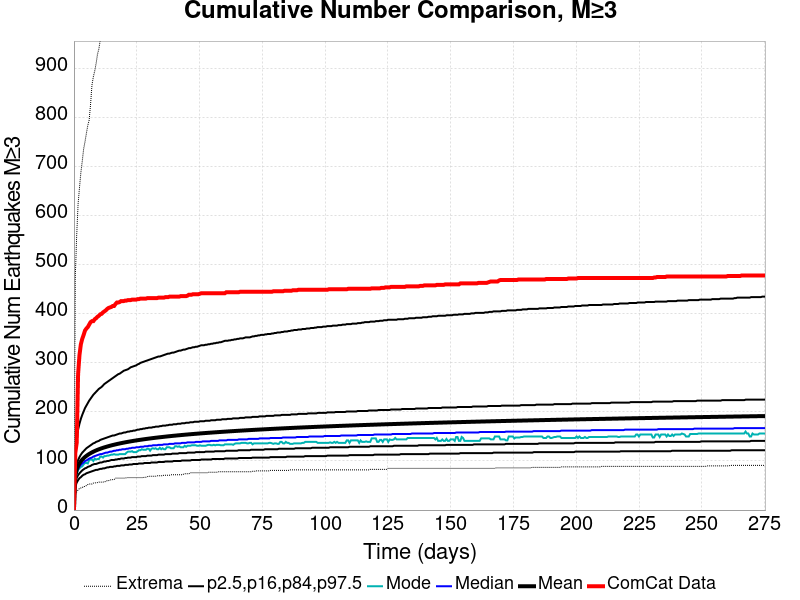 Cumulative Number Comparison, M≥3
Cumulative Num Earthquakes M≥3
900
800
700
600
500
400
300
200
100
0
0 25 50 75 100 125 150 175 200 225 250 275
Time (days)
Extrema p2.5,p16,p84,p97.5 Mode Median Mean ComCat Data